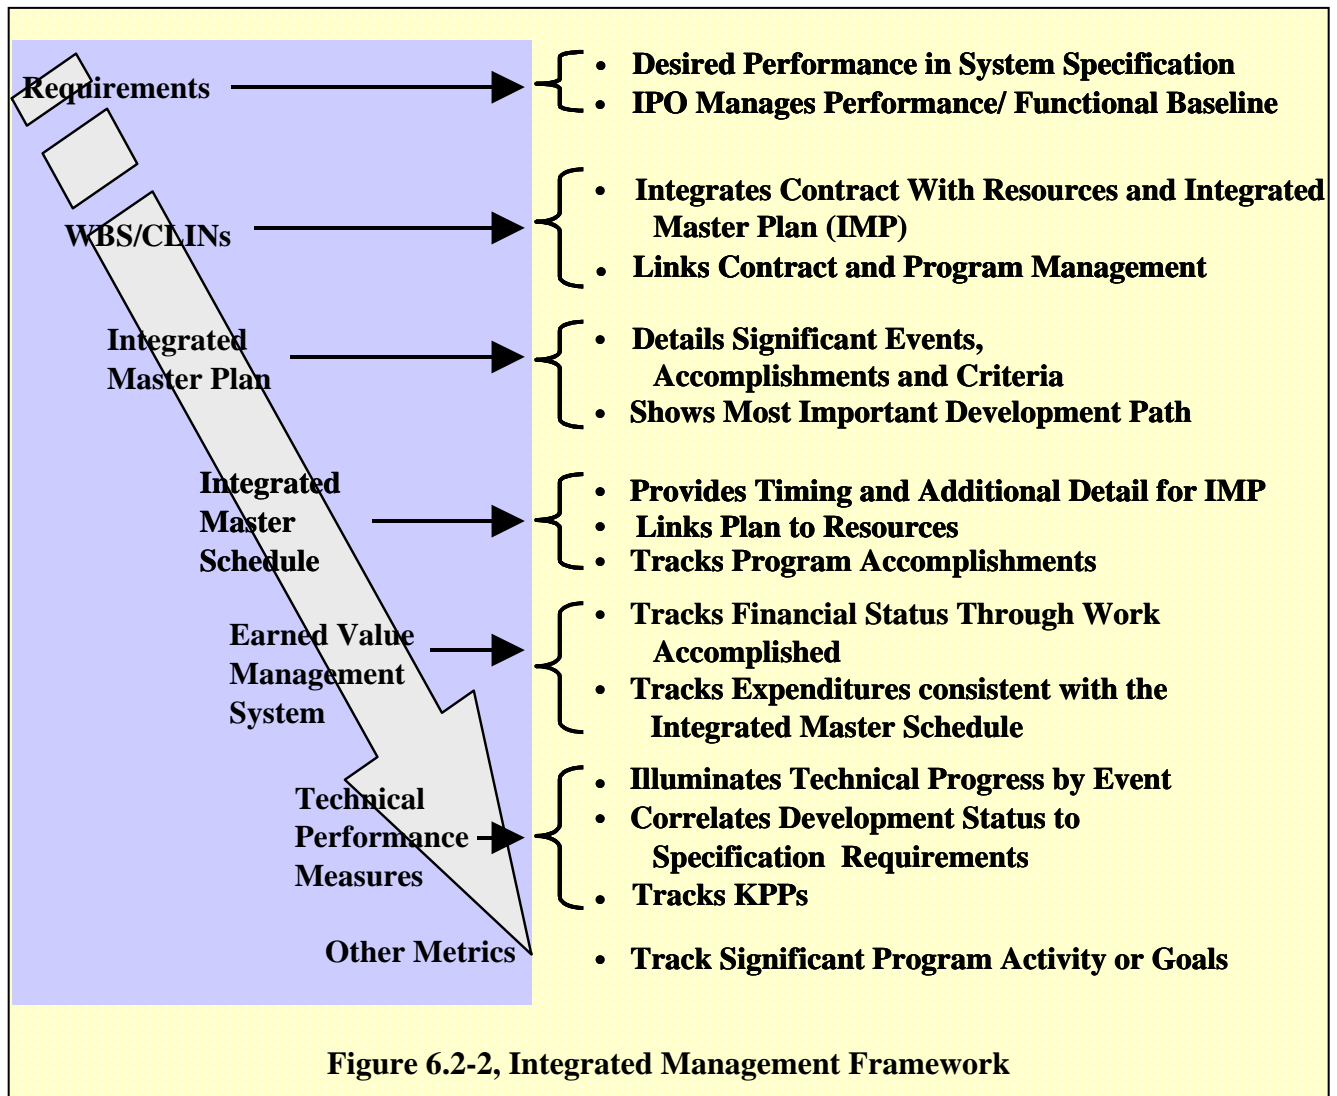 Requirements
• Desired Performance in System Specification
• IPO Manages Performance/ Functional Baseline
WBS/CLINs
• Integrates Contract With Resources and Integrated
Master Plan (IMP)
• Links Contract and Program Management
Integrated
Master Plan
• Details Significant Events,
Accomplishments and Criteria
• Shows Most Important Development Path
Integrated
Master
Schedule
• Provides Timing and Additional Detail for IMP
• Links Plan to Resources
• Tracks Program Accomplishments
Earned Value
Management
System
• Tracks Financial Status Through Work
Accomplished
• Tracks Expenditures consistent with the
Integrated Master Schedule
Technical
Performance
Measures
• Illuminates Technical Progress by Event
• Correlates Development Status to
Specification Requirements
• Tracks KPPs
Other Metrics
• Track Significant Program Activity or Goals
Figure 6.2-2, Integrated Management Framework